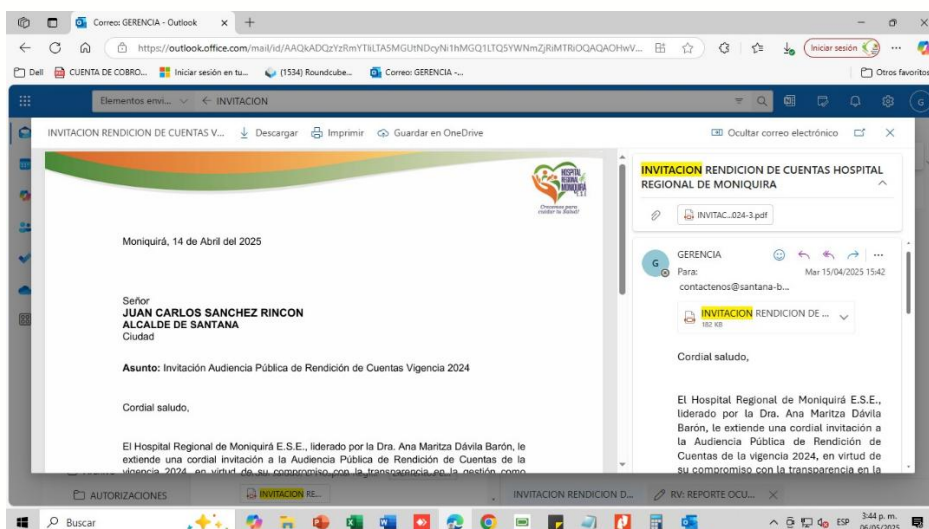 Correo: GERENCIA - Outlook
https://outlook.office.com/mail/id/AAQkADQzYzRmYTliLTA5MGUtNDcyNi1hMGQ1LTQ5YWNmZjRiMTRiOQAQAOHwV...
Iniciar sesión
Dell
CUENTA DE COBRO...
Iniciar sesión en tu...
(1534) Roundcube...
Correo: GERENCIA -...
Otros favoritos
Elementos envi...
INVITACION
G
INVITACION RENDICION DE CUENTAS V...
Descargar
Imprimir
Guardar en OneDrive
Ocultar correo electrónico
HOSPITAL
REGIONAL
MONIQUIRÁ
E.S.E.
Crecemos para
cuidar tu Salud!
Moniquirá, 14 de Abril del 2025
Señor
JUAN CARLOS SANCHEZ RINCON
ALCALDE DE SANTANA
Ciudad
Asunto: Invitación Audiencia Pública de Rendición de Cuentas Vigencia 2024
Cordial saludo,
El Hospital Regional de Moniquirá E.S.E., liderado por la Dra. Ana Maritza Dávila Barón, le
extiende una cordial invitación a la Audiencia Pública de Rendición de Cuentas de la
vigencia 2024, en virtud de su compromiso con la transparencia en la gestión como
INVITACION RENDICION DE CUENTAS HOSPITAL
REGIONAL DE MONIQUIRA
INVITAC...024-3.pdf
G
GERENCIA
Para:
Mar 15/04/2025 15:42
contactenos@santana-b...
INVITACION RENDICION DE ...
182 KB
Cordial saludo,
El Hospital Regional de Moniquirá E.S.E.,
liderado por la Dra. Ana Maritza Dávila
Barón, le extiende una cordial invitación a
la Audiencia Pública de Rendición de
Cuentas de la vigencia 2024, en virtud de
su compromiso con la transparencia en la
AUTORIZACIONES
INVITACION RE...
INVITACION RENDICION D...
RV: REPORTE OCU...
Buscar
ESP
3:44 p. m.
06/05/2025